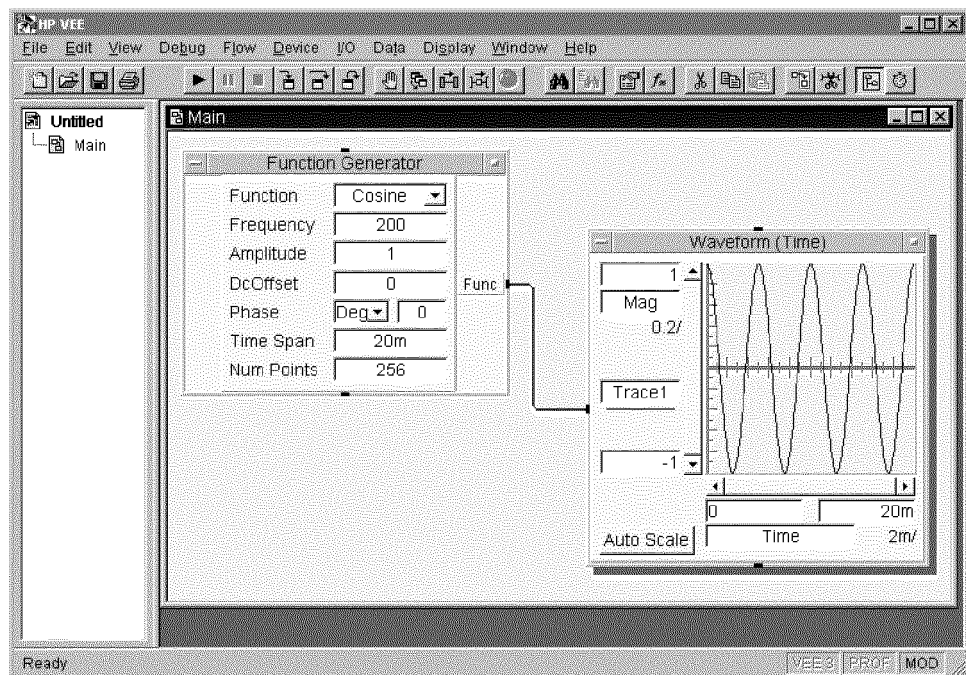 HP VEE
File Edit View Debug Flow Device I/O Data Display Window Help
Untitled
Main
Main
Function Generator
Function Cosine
Frequency 200
Amplitude 1
DcOffset 0
Phase Deg 0
Time Span 20m
Num Points 256
Func
Waveform (Time)
1
Mag
0.2/
Trace1
-1
0 20m
Auto Scale Time 2m/
Ready VEE 3 PROF MOD